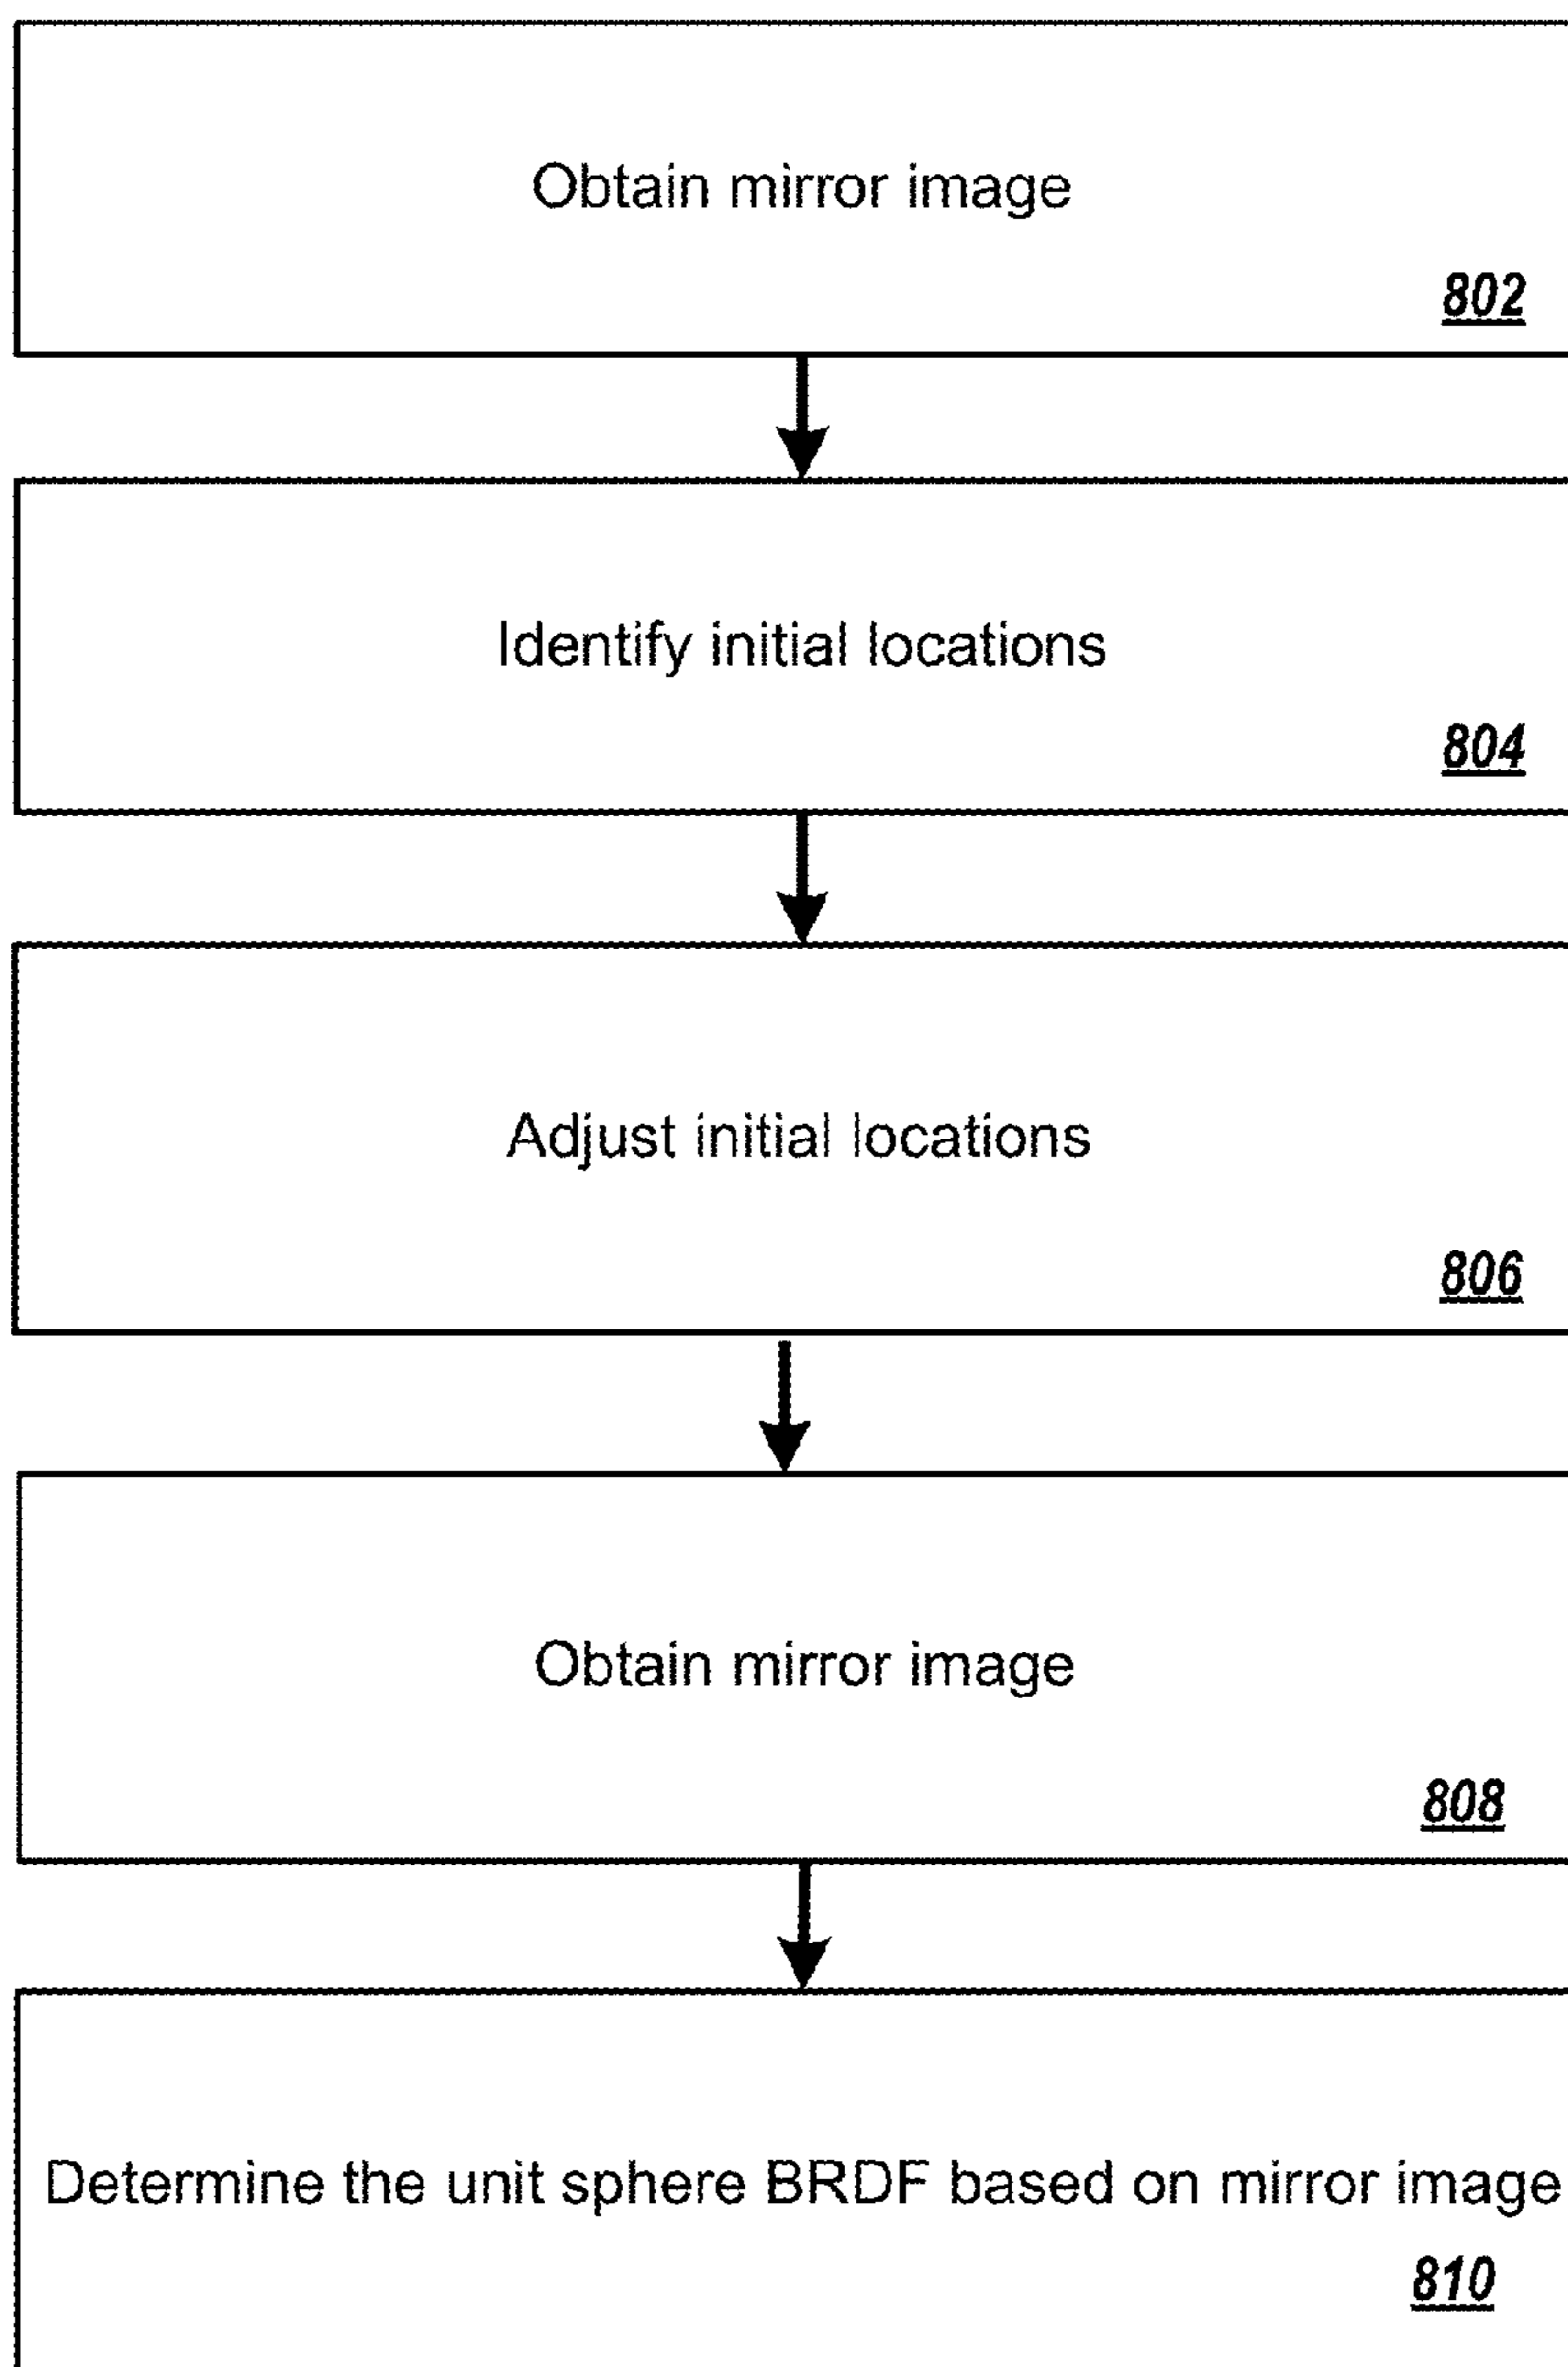 Obtain mirror image
802
Identify initial locations
804
Adjust initial locations
806
Obtain mirror image
808
Determine the unit sphere BRDF based on mirror image
810